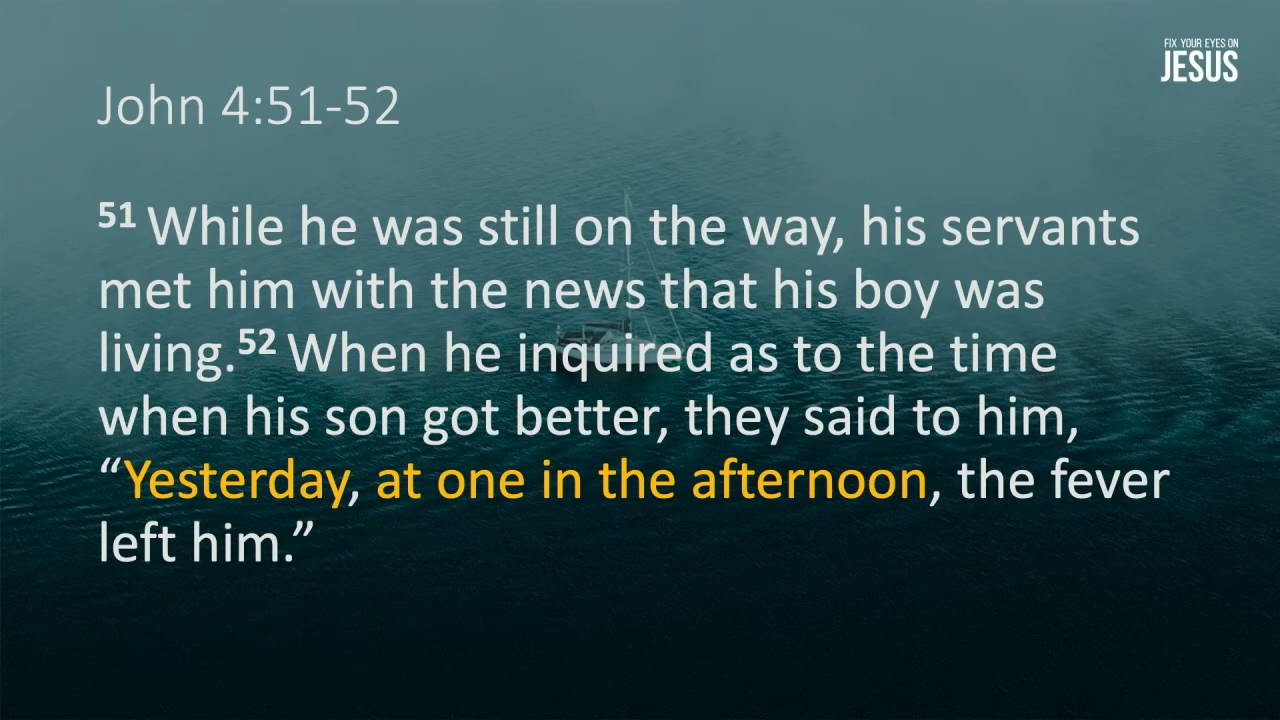 FIX YOUR EYES ON
JESUS
John 4:51-52
51 While he was still on the way, his servants
met him with the news that his boy was
living.52 When he inquired as to the time
when his son got better, they said to him,
“Yesterday, at one in the afternoon, the fever
left him.”